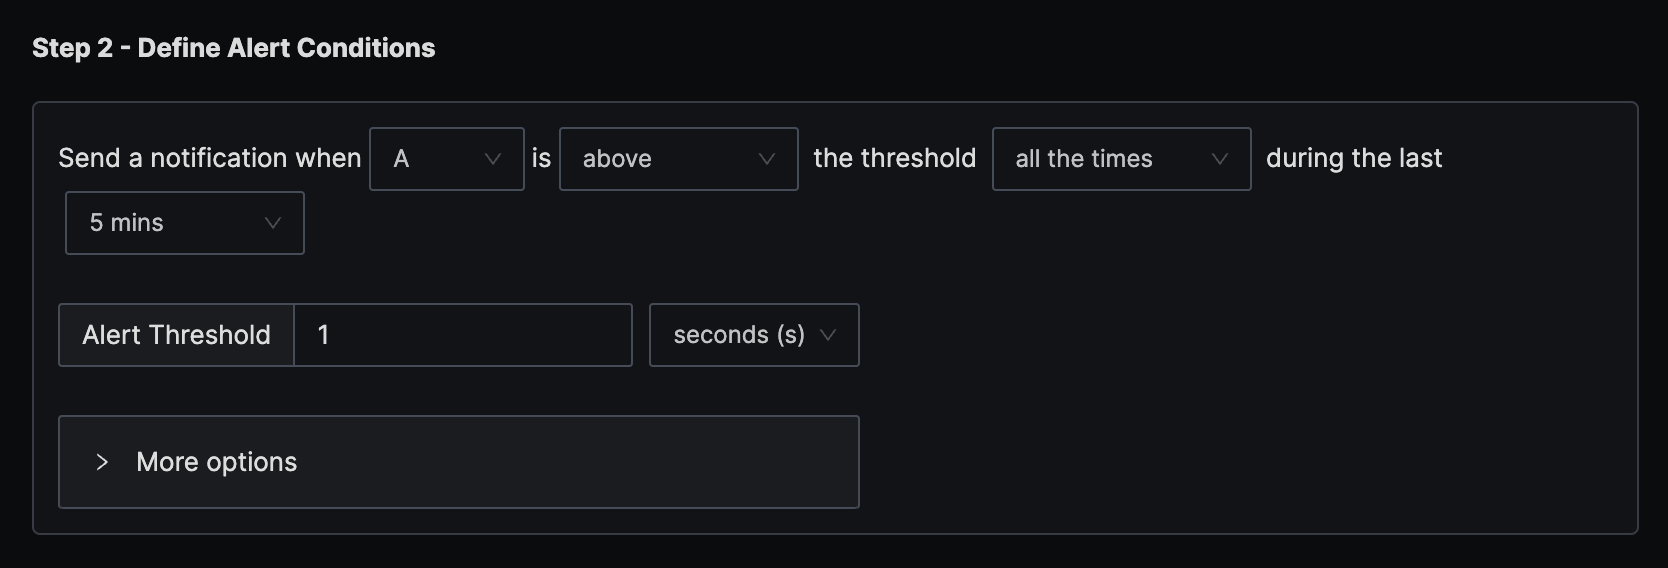 Step 2 - Define Alert Conditions
Send a notification when A is above the threshold all the times during the last
5 mins
Alert Threshold 1 seconds (s)
More options